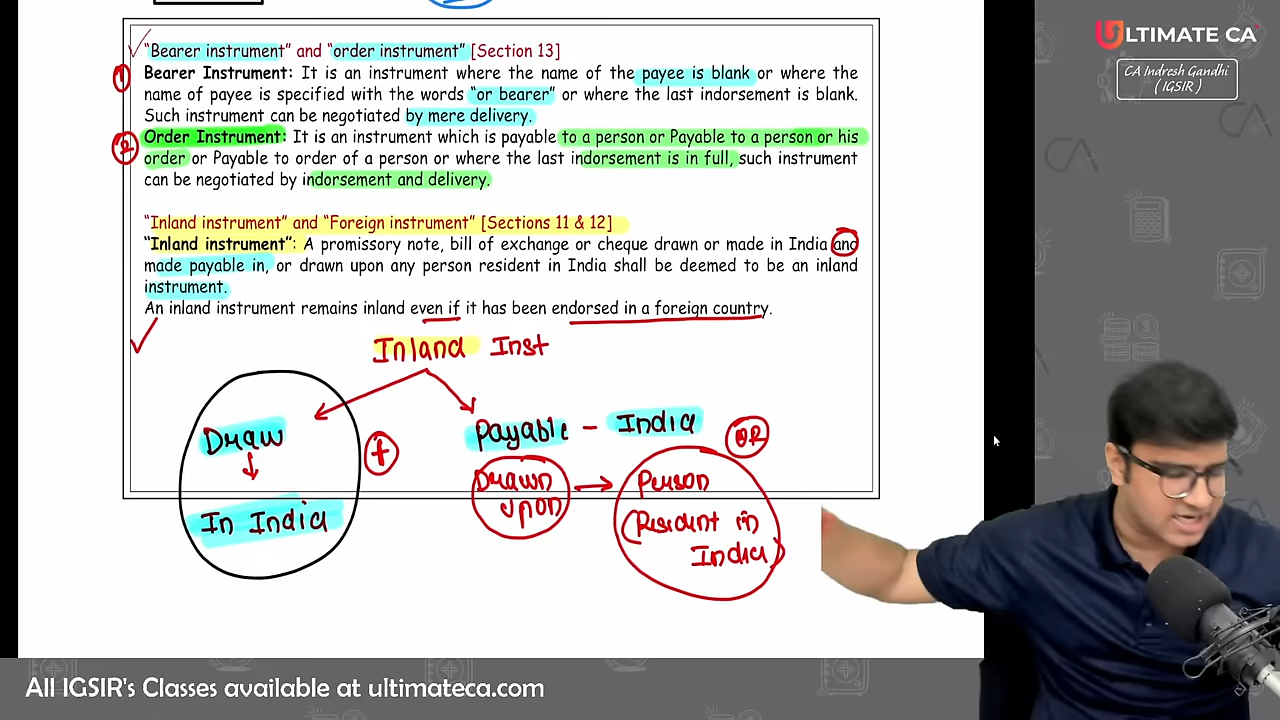 "Bearer instrument" and "order instrument" [Section 13]
1
Bearer Instrument: It is an instrument where the name of the payee is blank or where the
name of payee is specified with the words "or bearer" or where the last indorsement is blank.
Such instrument can be negotiated by mere delivery.
2
Order Instrument: It is an instrument which is payable to a person or Payable to a person or his
order or Payable to order of a person or where the last indorsement is in full, such instrument
can be negotiated by indorsement and delivery.
"Inland instrument" and "Foreign instrument" [Sections 11 & 12]
"Inland instrument": A promissory note, bill of exchange or cheque drawn or made in India and
made payable in, or drawn upon any person resident in India shall be deemed to be an inland
instrument.
An inland instrument remains inland even if it has been endorsed in a foreign country.
Inland Inst
Draw
In India
+
Payable - India
OR
Drawn
upon
Person
(Resident in
India)
ULTIMATE CA
CA Indresh Gandhi
( IGSIR )
All IGSIR's Classes available at ultimateca.com